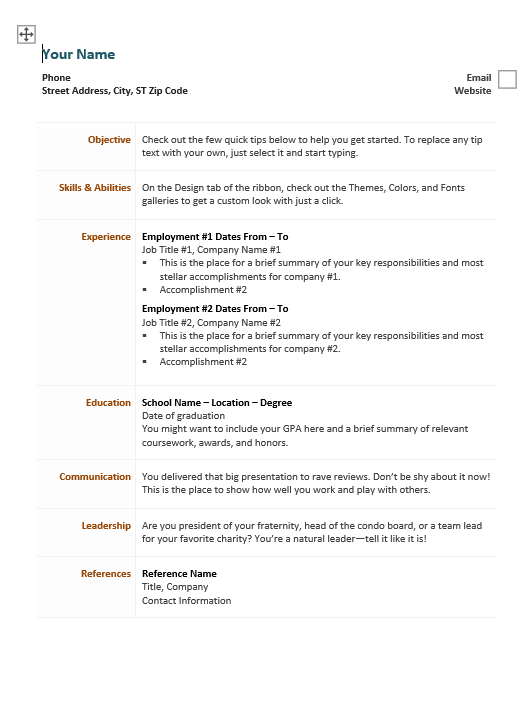 Your Name
Phone Email
Street Address, City, ST Zip Code Website
Objective Check out the few quick tips below to help you get started. To replace any tip
text with your own, just select it and start typing.
Skills & Abilities On the Design tab of the ribbon, check out the Themes, Colors, and Fonts
galleries to get a custom look with just a click.
Experience Employment #1 Dates From – To
Job Title #1, Company Name #1
▪ This is the place for a brief summary of your key responsibilities and most
stellar accomplishments for company #1.
▪ Accomplishment #2
Employment #2 Dates From – To
Job Title #2, Company Name #2
▪ This is the place for a brief summary of your key responsibilities and most
stellar accomplishments for company #2.
▪ Accomplishment #2
Education School Name – Location – Degree
Date of graduation
You might want to include your GPA here and a brief summary of relevant
coursework, awards, and honors.
Communication You delivered that big presentation to rave reviews. Don’t be shy about it now!
This is the place to show how well you work and play with others.
Leadership Are you president of your fraternity, head of the condo board, or a team lead
for your favorite charity? You’re a natural leader—tell it like it is!
References Reference Name
Title, Company
Contact Information